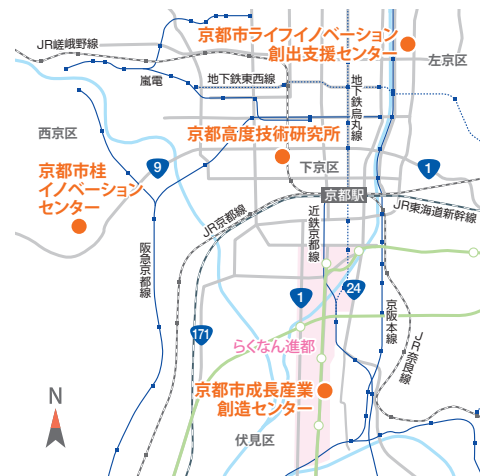 京都市ライフイノベーション
創出支援センター
JR嵯峨野線
左京区
嵐電
地下鉄東西線
地下鉄烏丸線
西京区
京都高度技術研究所
9
下京区
1
京都市桂
イノベーション
センター
京都駅
JR京都線
近鉄京都線
JR東海道新幹線
阪急京都線
1
24
171
京阪本線
らくなん進都
JR奈良線
京都市成長産業
創造センター
N
伏見区